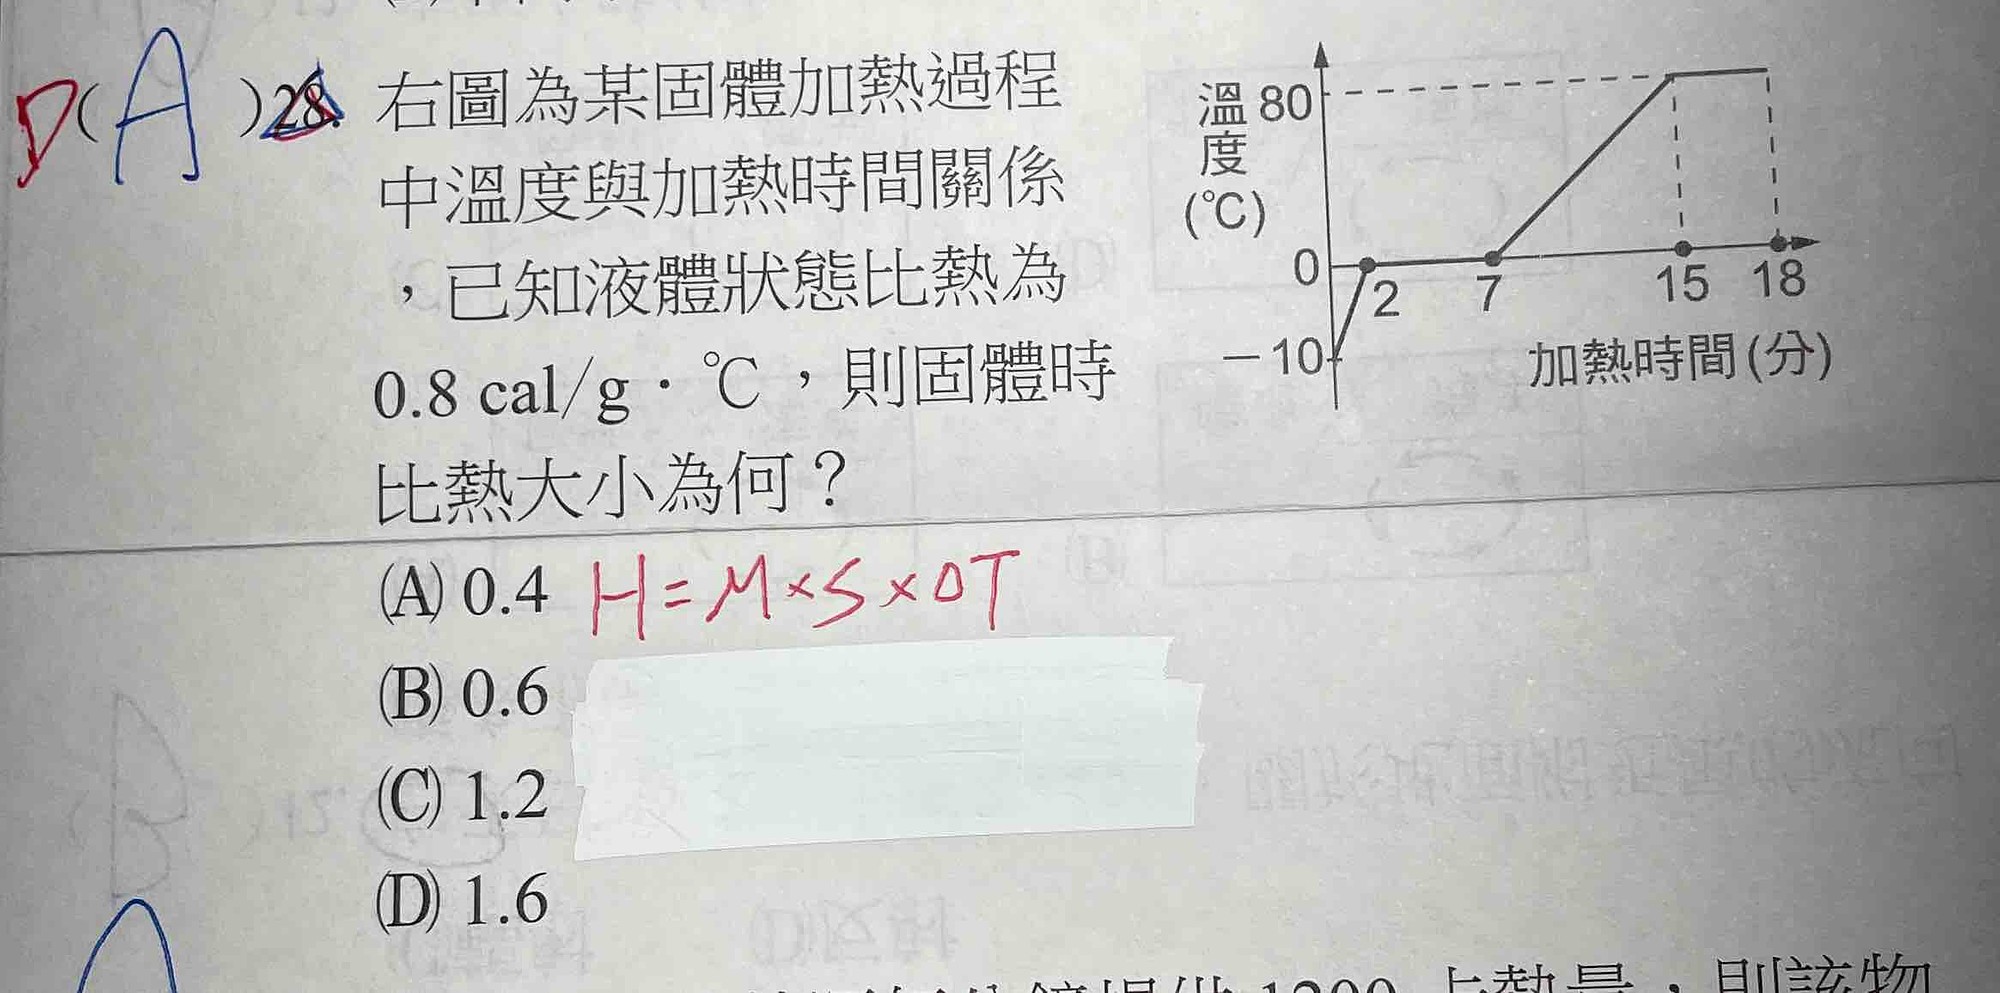 D(A)28. 右圖為某固體加熱過程
中溫度與加熱時間關係
，已知液體狀態比熱為
0.8 cal/g・℃，則固體時
比熱大小為何？
(A) 0.4 H=M×S×ΔT
(B) 0.6
(C) 1.2
(D) 1.6
溫度(℃)
80
0
－10
2 7 15 18
加熱時間(分)